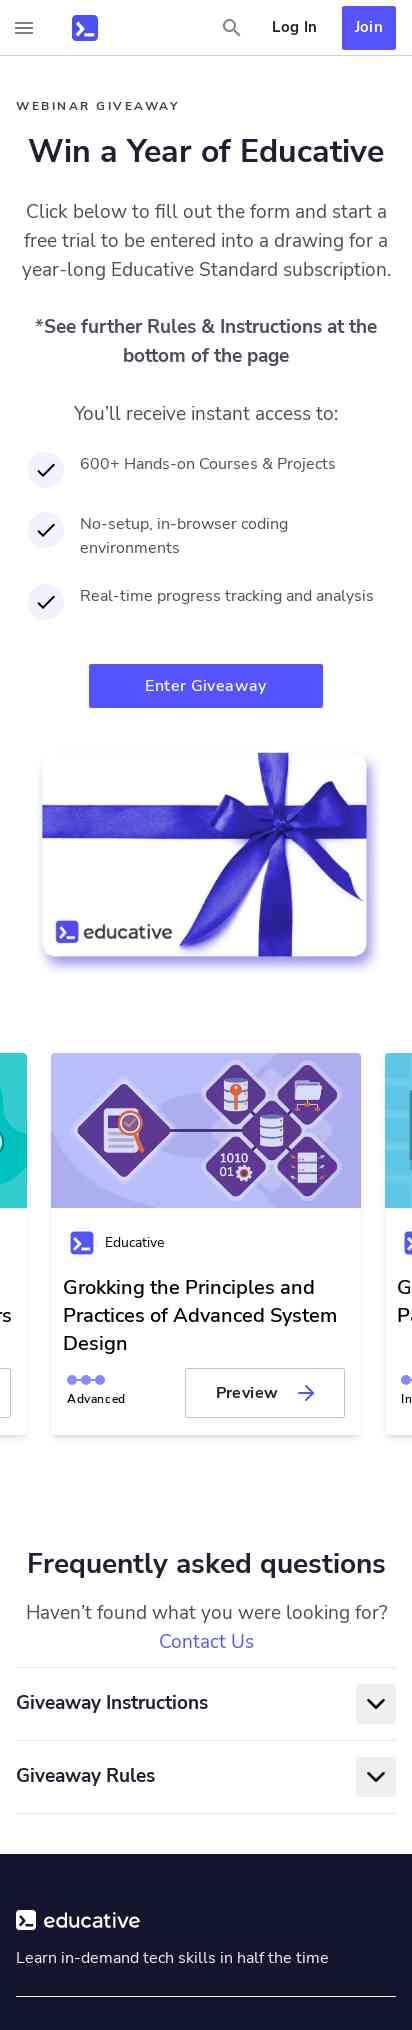 Log In
Join
WEBINAR GIVEAWAY
Win a Year of Educative
Click below to fill out the form and start a
free trial to be entered into a drawing for a
year-long Educative Standard subscription.
*See further Rules & Instructions at the
bottom of the page
You’ll receive instant access to:
600+ Hands-on Courses & Projects
No-setup, in-browser coding
environments
Real-time progress tracking and analysis
Enter Giveaway
educative
1010
01
Educative
Grokking the Principles and
Practices of Advanced System
Design
Advanced
Preview
rs
G
Pa
In
Frequently asked questions
Haven’t found what you were looking for?
Contact Us
Giveaway Instructions
Giveaway Rules
educative
Learn in-demand tech skills in half the time